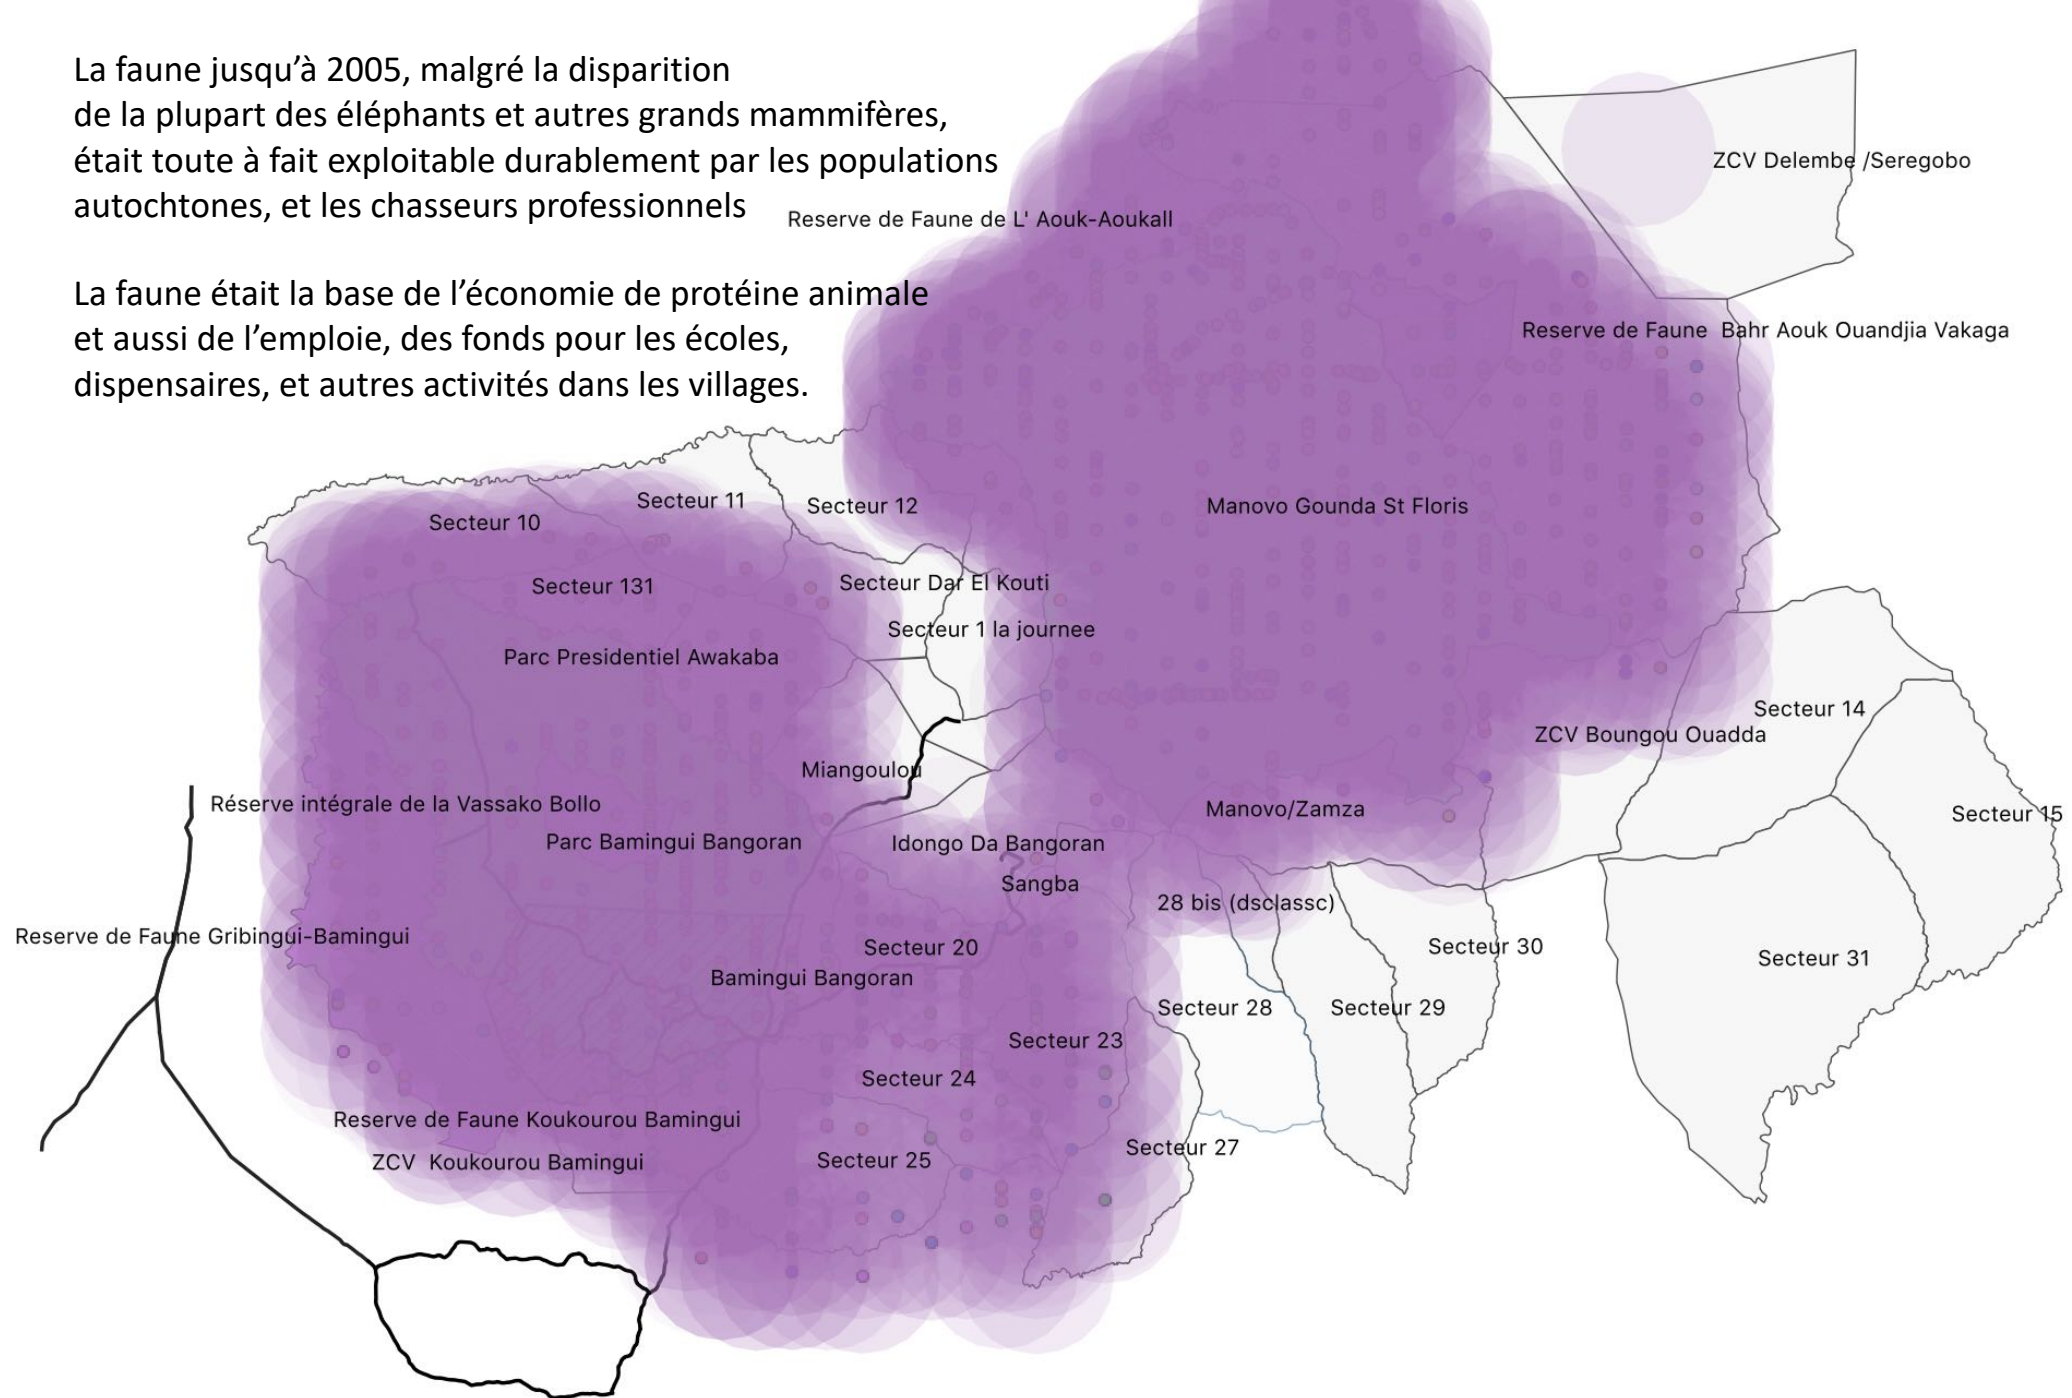 La faune jusqu’à 2005, malgré la disparition
de la plupart des éléphants et autres grands mammifères,
était toute à fait exploitable durablement par les populations
autochtones, et les chasseurs professionnels
La faune était la base de l’économie de protéine animale
et aussi de l’emploie, des fonds pour les écoles,
dispensaires, et autres activités dans les villages.
ZCV Delembe /Seregobo
Reserve de Faune de L' Aouk-Aoukall
Reserve de Faune Bahr Aouk Ouandjia Vakaga
Secteur 11
Secteur 12
Manovo Gounda St Floris
Secteur 10
Secteur 131
Secteur Dar El Kouti
Secteur 1 la journee
Parc Presidentiel Awakaba
Secteur 14
ZCV Boungou Ouadda
Miangoulou
Réserve intégrale de la Vassako Bollo
Manovo/Zamza
Secteur 15
Parc Bamingui Bangoran
Idongo Da Bangoran
Sangba
28 bis (dsclassc)
Reserve de Faune Gribingui-Bamingui
Secteur 20
Secteur 30
Secteur 31
Bamingui Bangoran
Secteur 28
Secteur 29
Secteur 23
Secteur 24
Reserve de Faune Koukourou Bamingui
Secteur 27
ZCV Koukourou Bamingui
Secteur 25